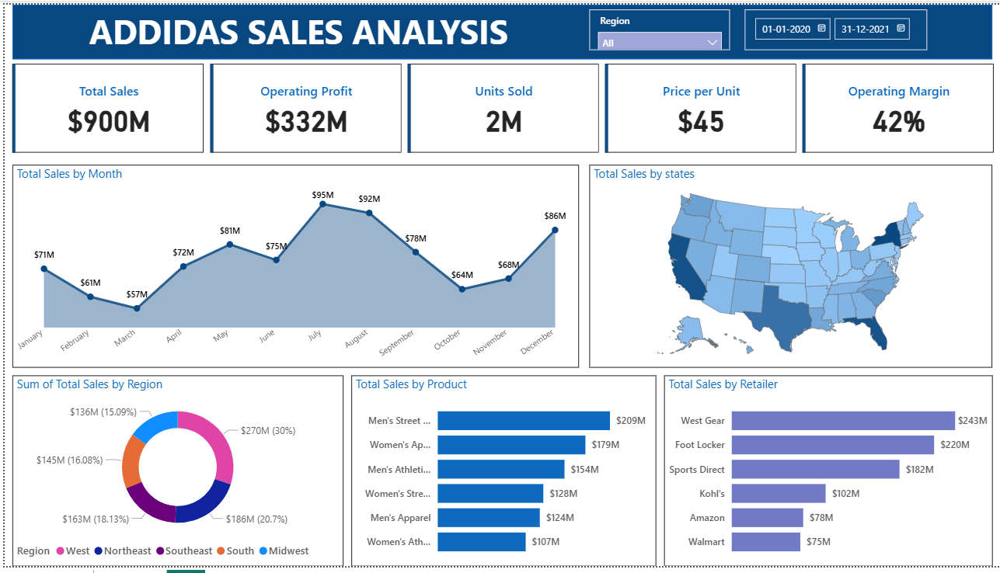 ADDIDAS SALES ANALYSIS
Region
All
01-01-2020
31-12-2021
Total Sales
$900M
Operating Profit
$332M
Units Sold
2M
Price per Unit
$45
Operating Margin
42%
Total Sales by Month
$71M
$61M
$57M
$72M
$81M
$75M
$95M
$92M
$78M
$64M
$68M
$86M
January
February
March
April
May
June
July
August
September
October
November
December
Total Sales by states
Sum of Total Sales by Region
$136M (15.09%)
$270M (30%)
$145M (16.08%)
$163M (18.13%)
$186M (20.7%)
Region West Northeast Southeast South Midwest
Total Sales by Product
Men's Street ... $209M
Women's Ap... $179M
Men's Athleti... $154M
Women's Stre... $128M
Men's Apparel $124M
Women's Ath... $107M
Total Sales by Retailer
West Gear $243M
Foot Locker $220M
Sports Direct $182M
Kohl's $102M
Amazon $78M
Walmart $75M